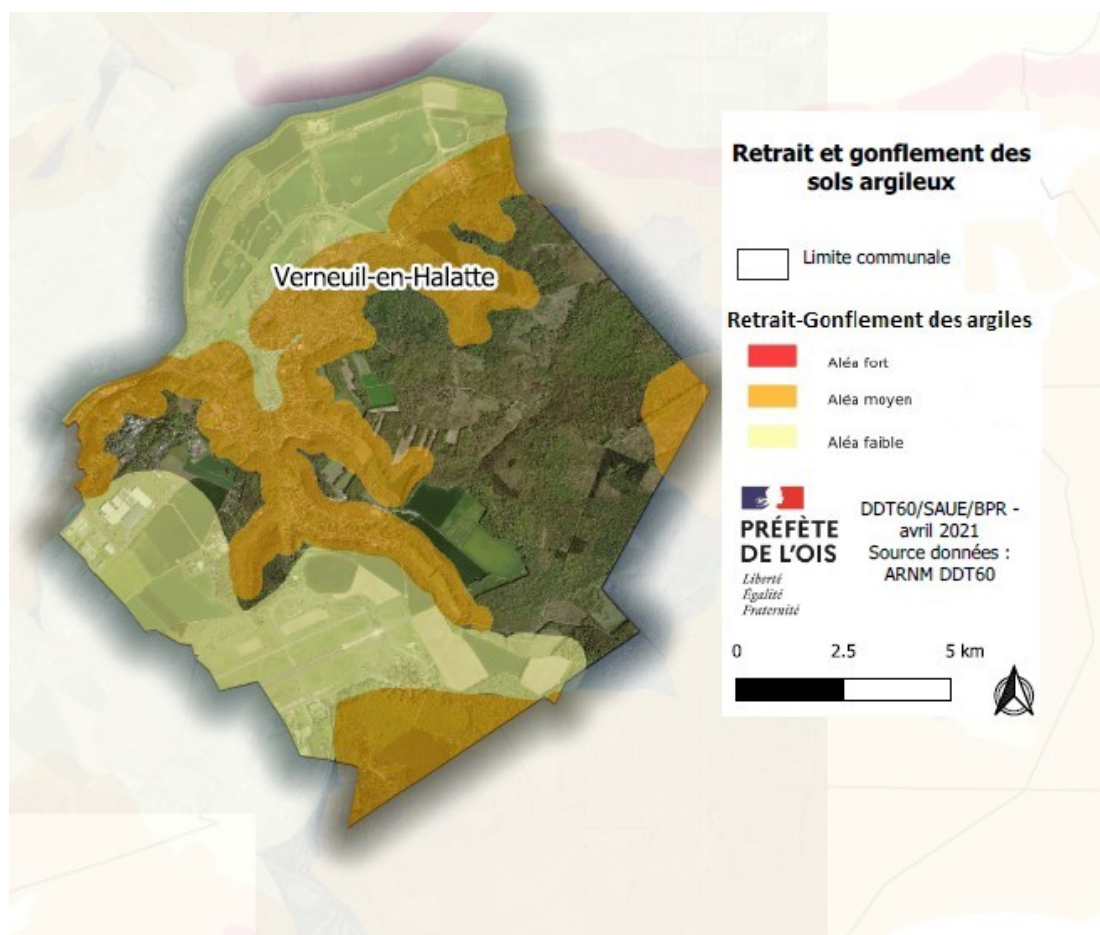 Verneuil-en-Halatte
Retrait et gonflement des
sols argileux
Limite communale
Retrait-Gonflement des argiles
Aléa fort
Aléa moyen
Aléa faible
PRÉFÈTE
DE L'OIS
Liberté
Égalité
Fraternité
DDT60/SAUE/BPR -
avril 2021
Source données :
ARNM DDT60
0 2.5 5 km